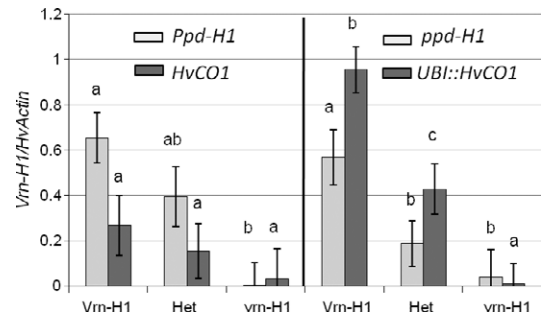 1.2
1
0.8
0.6
0.4
0.2
0
Vrn-H1/HvActin
Ppd-H1
HvCO1
ppd-H1
UBI::HvCO1
a
a
ab
a
b
a
a
b
b
c
b
a
Vrn-H1 Het vrn-H1 Vrn-H1 Het vrn-H1